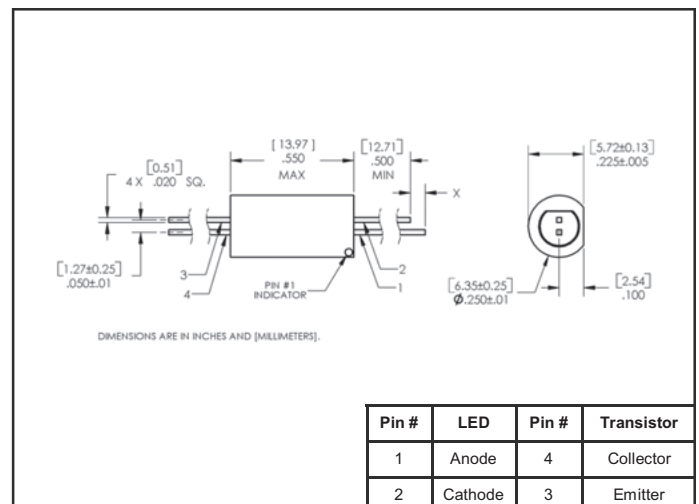 [13.97]
.550
MAX
[12.71]
.500
MIN
[5.72±0.13]
.225±.005
[0.51]
4 X .020 SQ.
X
[1.27±0.25]
.050±.01
3
4
PIN #1
INDICATOR
2
1
[6.35±0.25]
Ø.250±.01
[2.54]
.100
DIMENSIONS ARE IN INCHES AND [MILLIMETERS].
Pin # LED Pin # Transistor
1 Anode 4 Collector
2 Cathode 3 Emitter